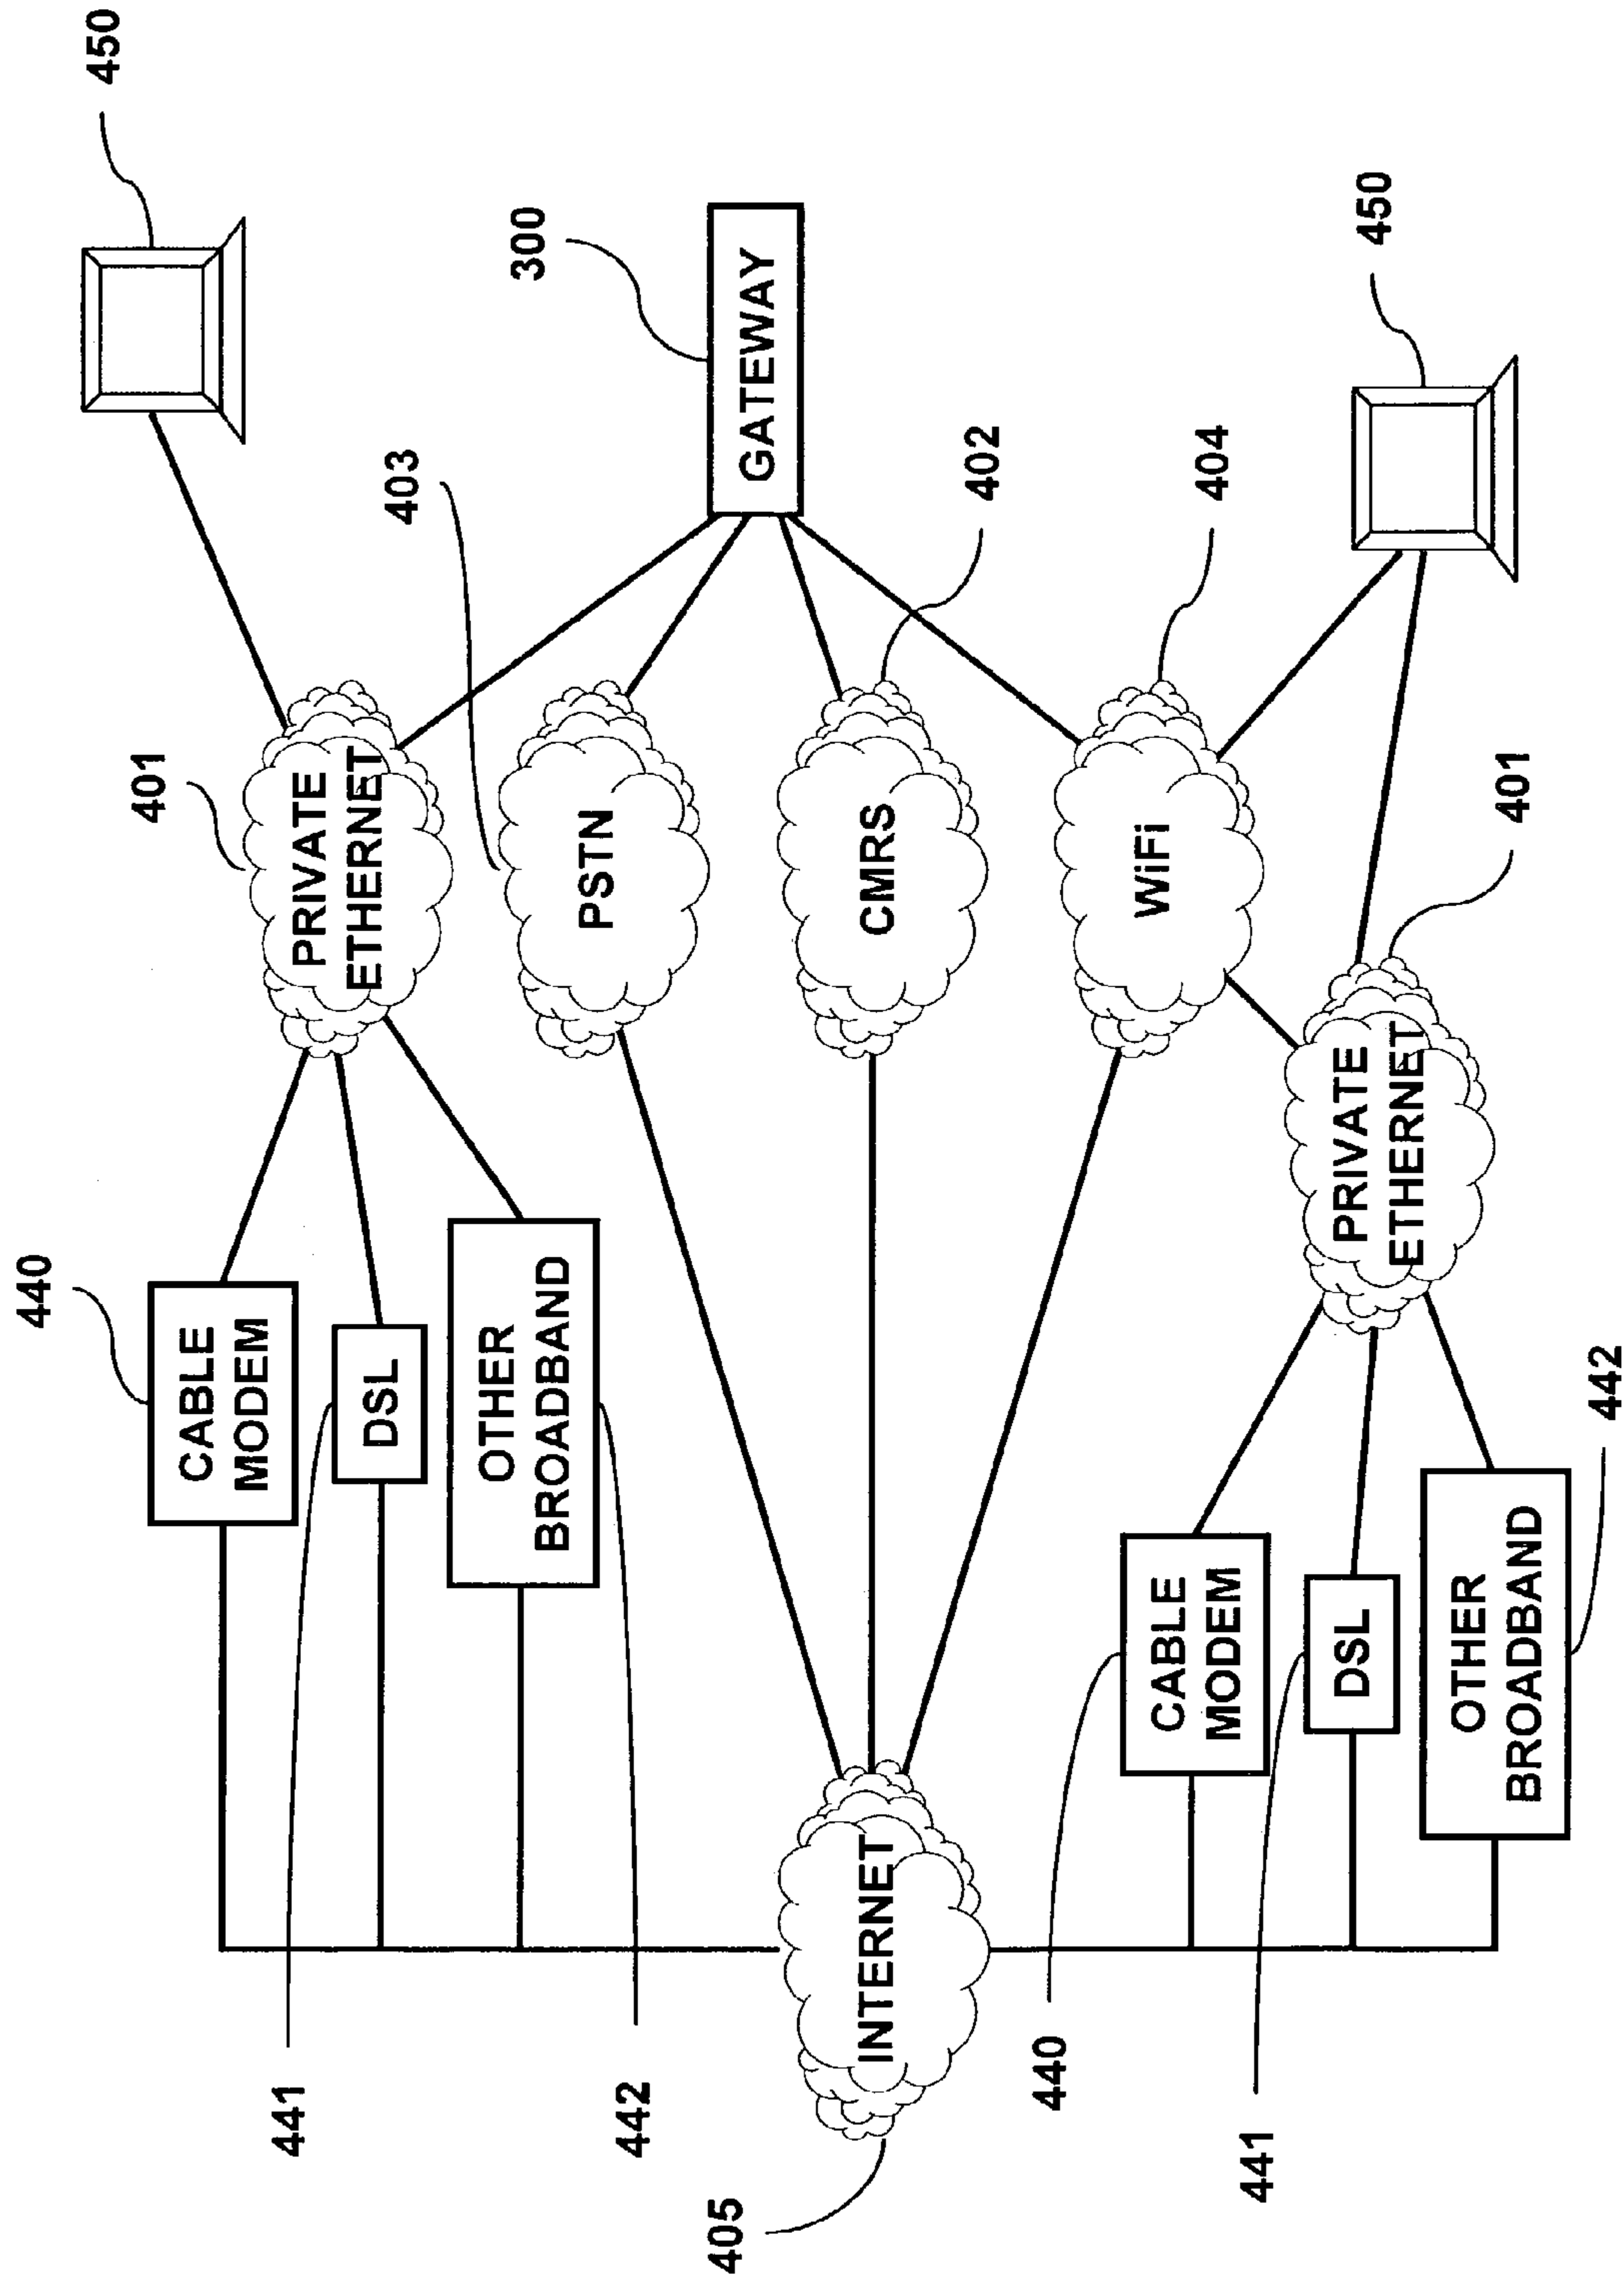 440
450
401
CABLE
MODEM
441
PRIVATE
ETHERNET
DSL
403
OTHER
BROADBAND
300
PSTN
442
405
GATEWAY
INTERNET
CMRS
402
440
WiFi
CABLE
MODEM
404
441
DSL
PRIVATE
ETHERNET
450
OTHER
BROADBAND
401
442